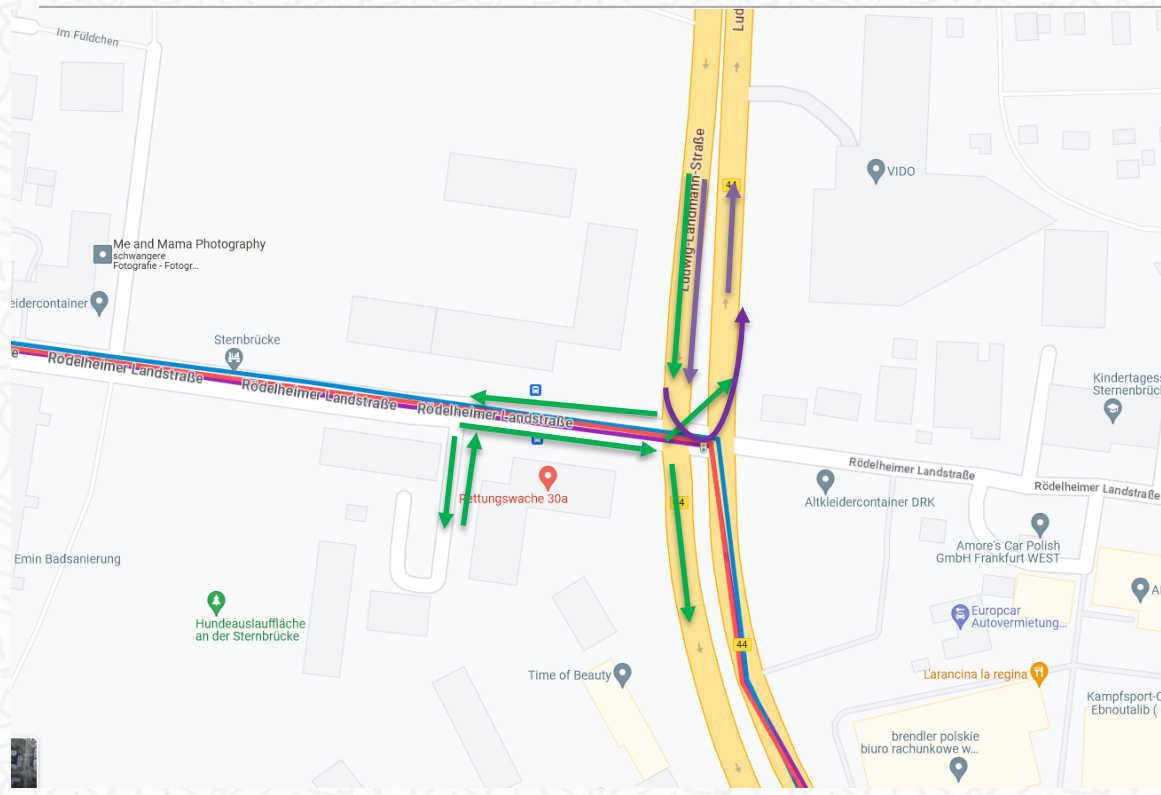 Im Füldchen
Lud
Ludwig-Landmann-Straße
44
VIDO
Me and Mama Photography
schwangere
Fotografie - Fotogr...
eidercontainer
Sternbrücke
e
Rödelheimer Landstraße
Rödelheimer Landstraße
Rödelheimer Landstraße
Kindertagess
Sternenbrüc
Rödelheimer Landstraße
Rödelheimer Landstraße
Rettungswache 30a
Altkleidercontainer DRK
Amore's Car Polish
GmbH Frankfurt WEST
Emin Badsanierung
Al
Hundeauslauffläche
an der Sternbrücke
Europcar
Autovermietung...
44
Time of Beauty
L'arancina la regina
Kampfsport-C
Ebnoutalib (
brendler polskie
biuro rachunkowe w...